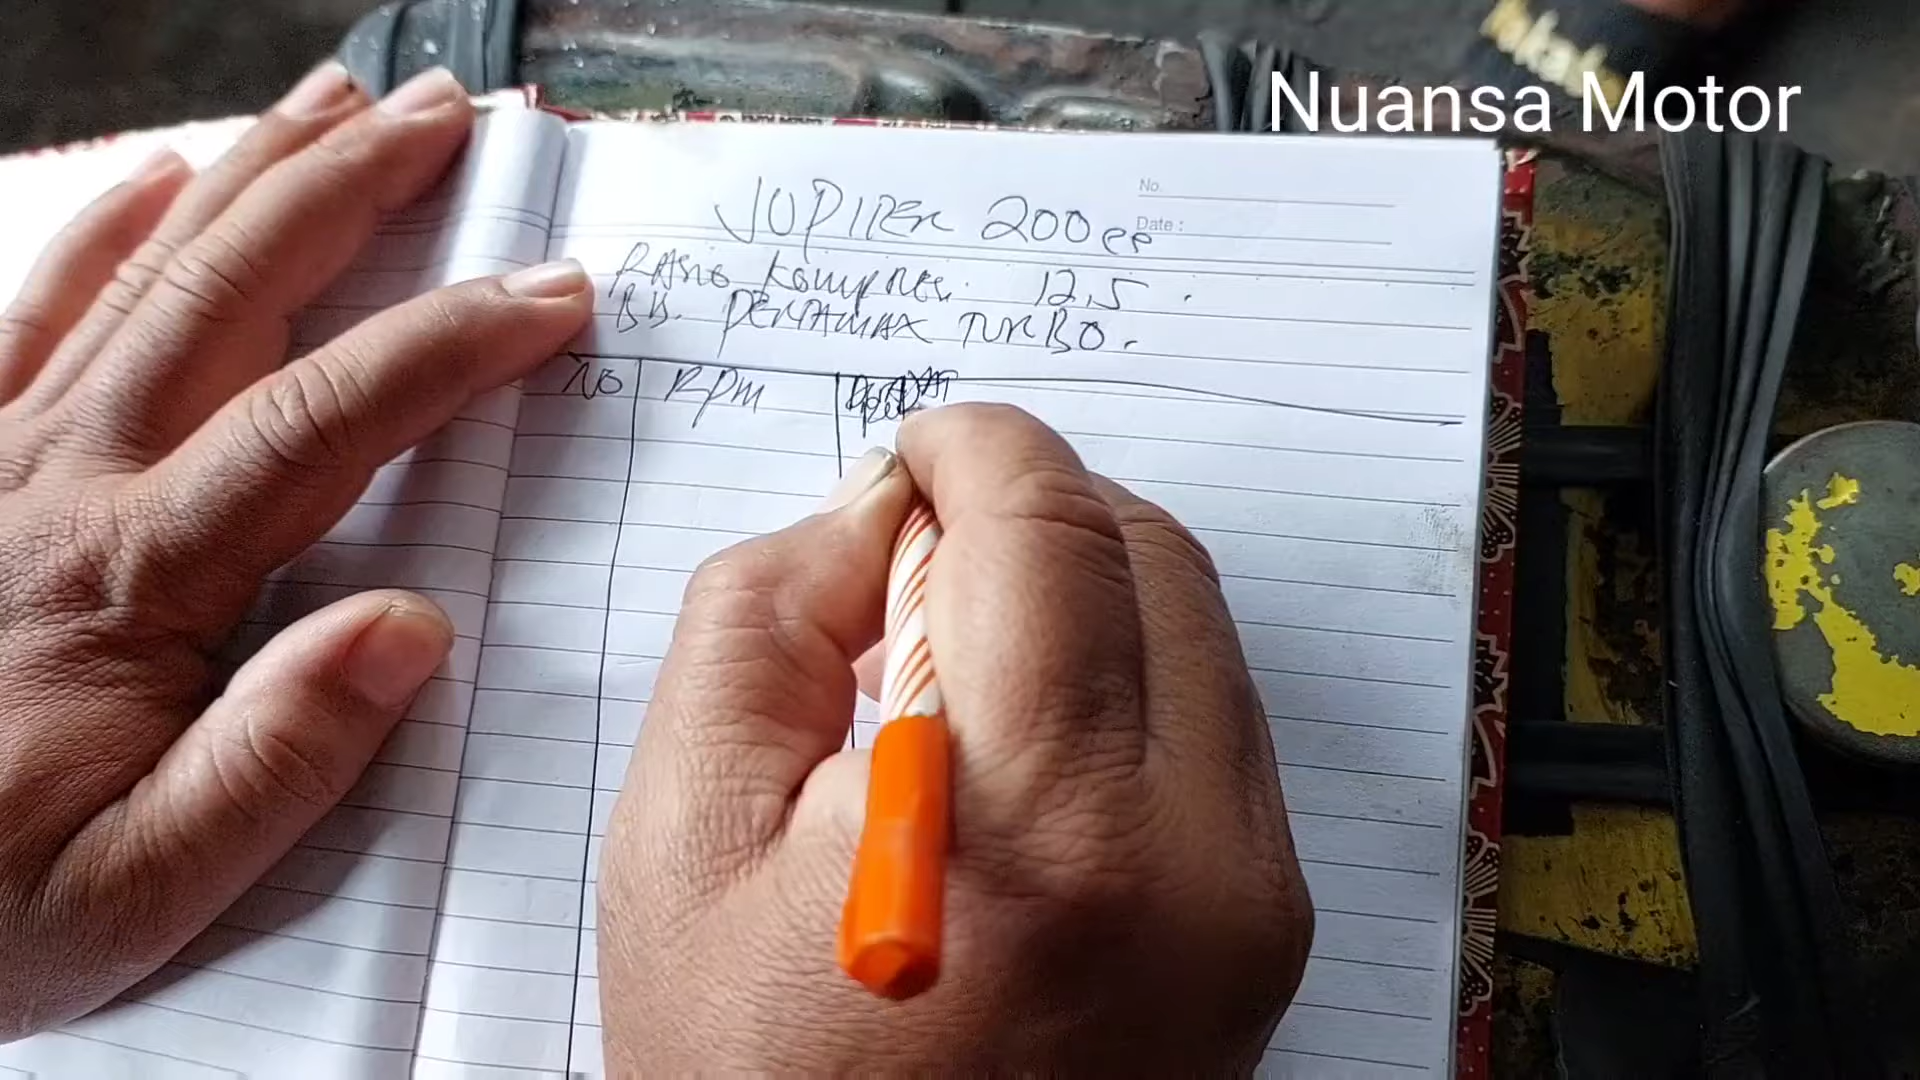 Nuansa Motor
No.
Date :
JUPITER 200cc
RASIO KOMPRESI. 12,5.
BB. PERTAMAX TURBO.
No RPM